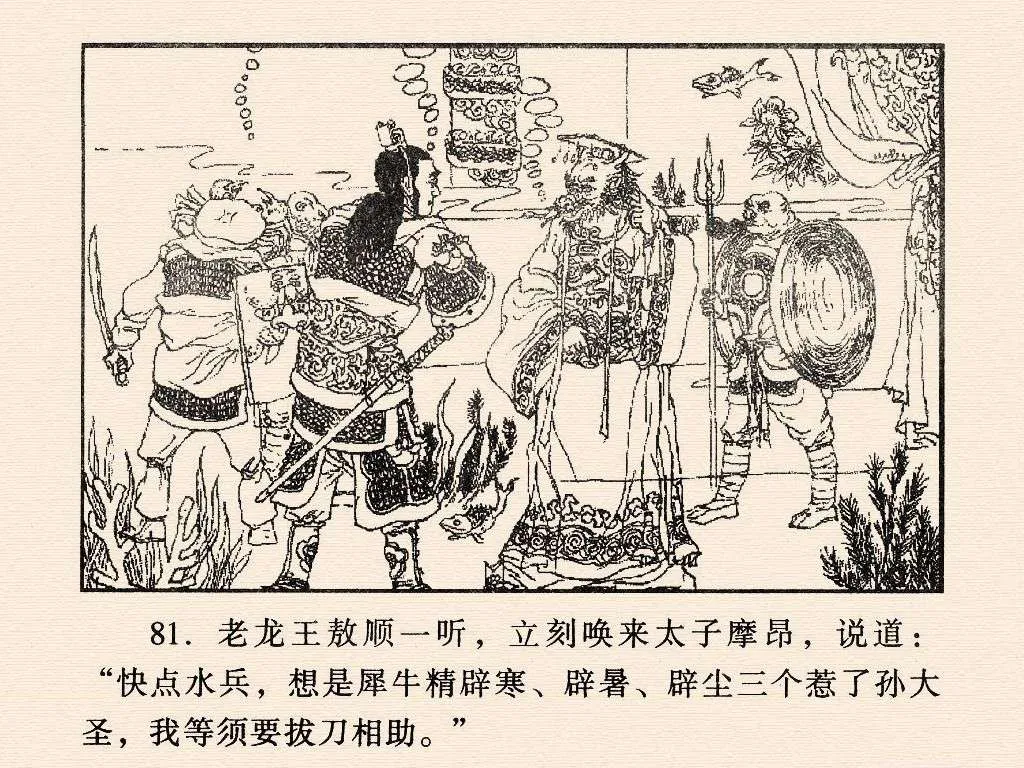 81. 老龙王敖顺一听，立刻唤来太子摩昂，说道：
“快点水兵，想是犀牛精辟寒、辟暑、辟尘三个惹了孙大
圣，我等须要拔刀相助。”